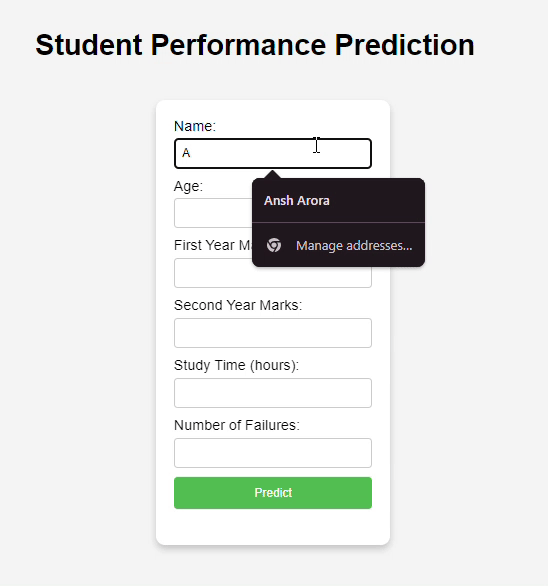 Student Performance Prediction
Name:
A
Age:
Ansh Arora
First Year M
Manage addresses...
Second Year Marks:
Study Time (hours):
Number of Failures:
Predict